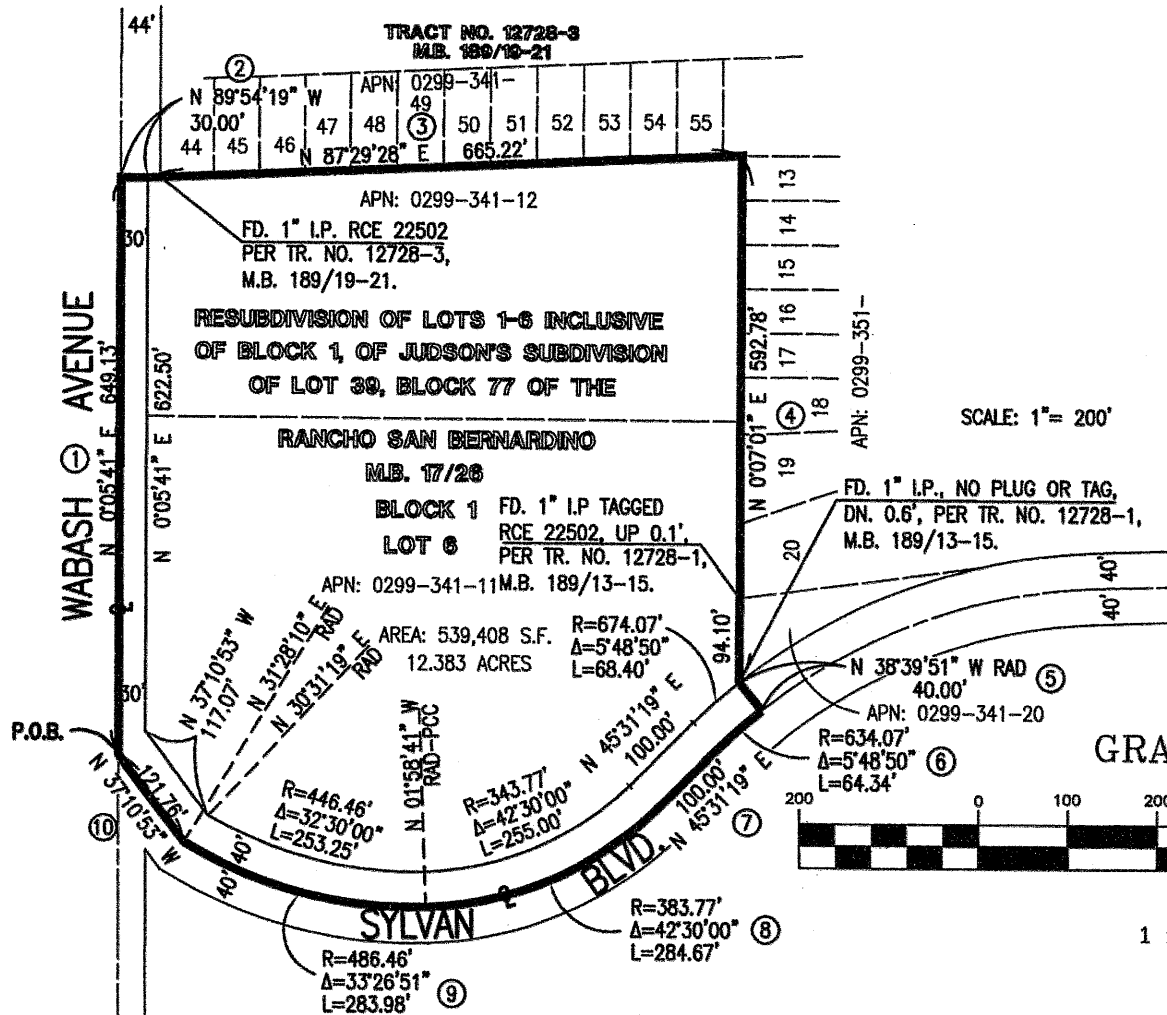 44'
TRACT NO. 12728-3
M.B. 189/19-21
②
N 89°54'19" W
30.00'
APN: 0299-341-
44
45
46
47
48
49
③
50
51
52
53
54
55
N 87°29'28" E 665.22'
APN: 0299-341-12
13
14
15
16
17
18
19
20
APN: 0299-351-
30'
FD. 1" I.P. RCE 22502
PER TR. NO. 12728-3,
M.B. 189/19-21.
RESUBDIVISION OF LOTS 1-6 INCLUSIVE
OF BLOCK 1, OF JUDSON'S SUBDIVISION
OF LOT 39, BLOCK 77 OF THE
RANCHO SAN BERNARDINO
M.B. 17/26
BLOCK 1
LOT 6
WABASH ① AVENUE
N 0°05'41" E 649.13'
N 0°05'41" E 622.50'
N 0°07'01" E 592.78'
④
SCALE: 1"= 200'
FD. 1" I.P TAGGED
RCE 22502, UP 0.1',
PER TR. NO. 12728-1,
M.B. 189/13-15.
FD. 1" I.P., NO PLUG OR TAG,
DN. 0.6', PER TR. NO. 12728-1,
M.B. 189/13-15.
APN: 0299-341-11
AREA: 539,408 S.F.
12.383 ACRES
R=674.07'
Δ=5°48'50"
L=68.40'
94.10'
40'
40'
N 38°39'51" W RAD ⑤
40.00'
APN: 0299-341-20
R=634.07'
Δ=5°48'50" ⑥
L=64.34'
30'
P.O.B.
N 37°10'53" W
117.07'
N 31°28'10" E
RAD
N 30°31'19" E
RAD
N 01°58'41" W
RAD-PCC
N 45°31'19" E
100.00'
100.00'
N 45°31'19" E
⑦
121.76'
N 37°10'53" W
⑩
R=446.46'
Δ=32°30'00"
L=253.25'
R=343.77'
Δ=42°30'00"
L=255.00'
40'
40'
SYLVAN
BLVD.
R=383.77'
Δ=42°30'00" ⑧
L=284.67'
R=486.46'
Δ=33°26'51" ⑨
L=283.98'
GRA
200 0 100 200
1